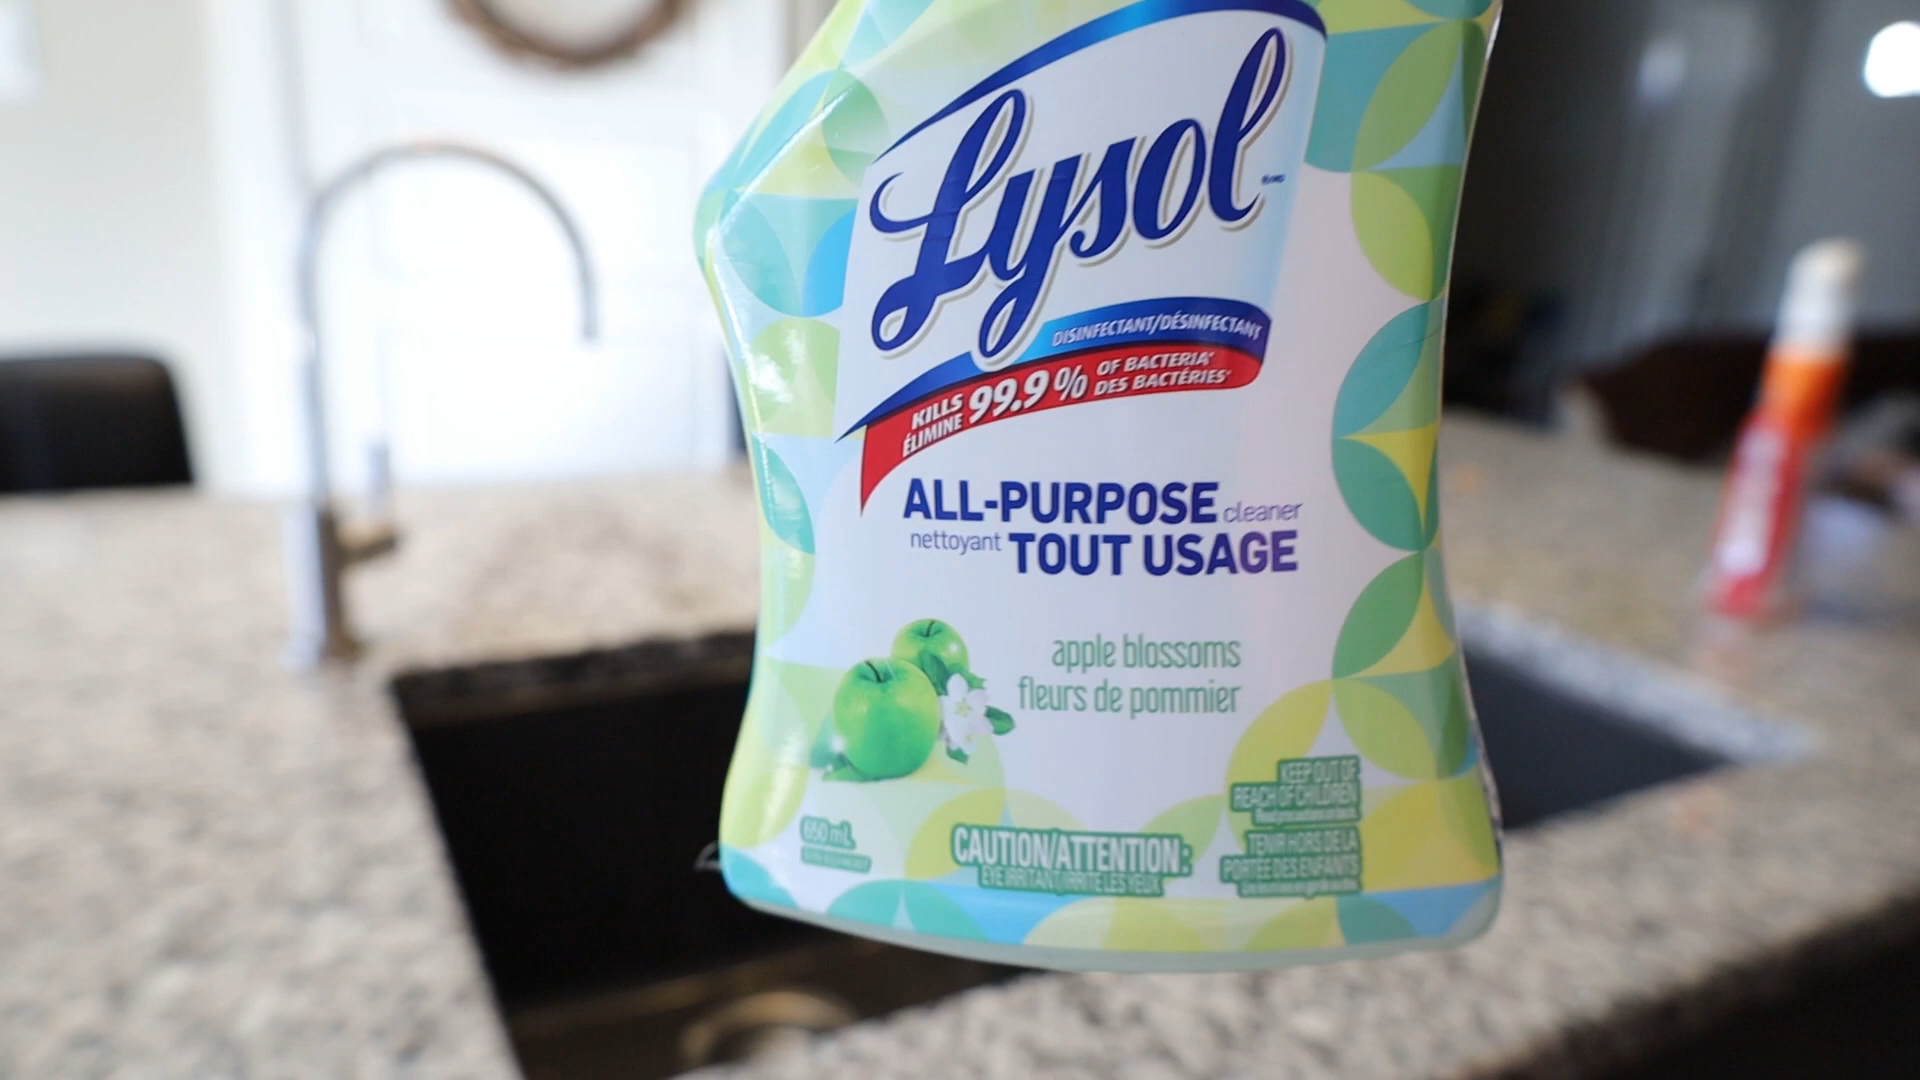 Lysol
DISINFECTANT/DÉSINFECTANT
KILLS 99.9% OF BACTERIA*
ÉLIMINE DES BACTÉRIES*
ALL-PURPOSE cleaner
nettoyant TOUT USAGE
apple blossoms
fleurs de pommier
650 mL
CAUTION/ATTENTION:
EYE IRRITANT/IRRITE LES YEUX
KEEP OUT OF
REACH OF CHILDREN
TENIR HORS DE LA
PORTÉE DES ENFANTS